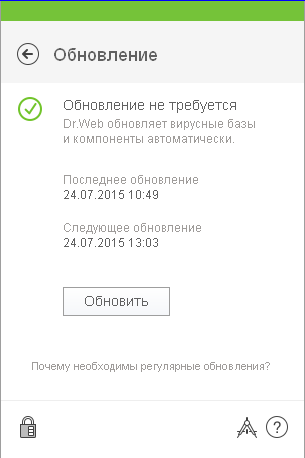 Обновление
Обновление не требуется
Dr.Web обновляет вирусные базы
и компоненты автоматически.
Последнее обновление
24.07.2015 10:49
Следующее обновление
24.07.2015 13:03
Обновить
Почему необходимы регулярные обновления?
?